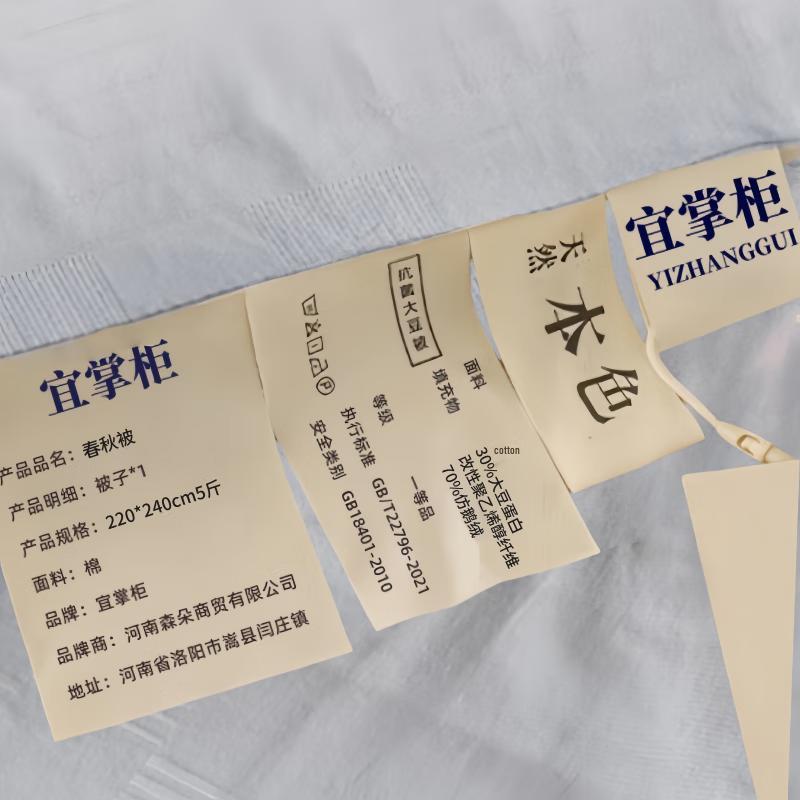 宜掌柜
产品品名：春秋被
产品明细：被子*1
产品规格：220*240cm5斤
面料：棉
品牌：宜掌柜
品牌商：河南森朵商贸有限公司
地址：河南省洛阳市嵩县闫庄镇
抗菌大豆被
面料
cotton
填充物
30%大豆蛋白
改性聚乙烯醇纤维
70%仿鹅绒
等级
一等品
执行标准 GB/T22796-2021
安全类别 GB18401-2010
P
天然
本色
宜掌柜
YIZHANGGUI